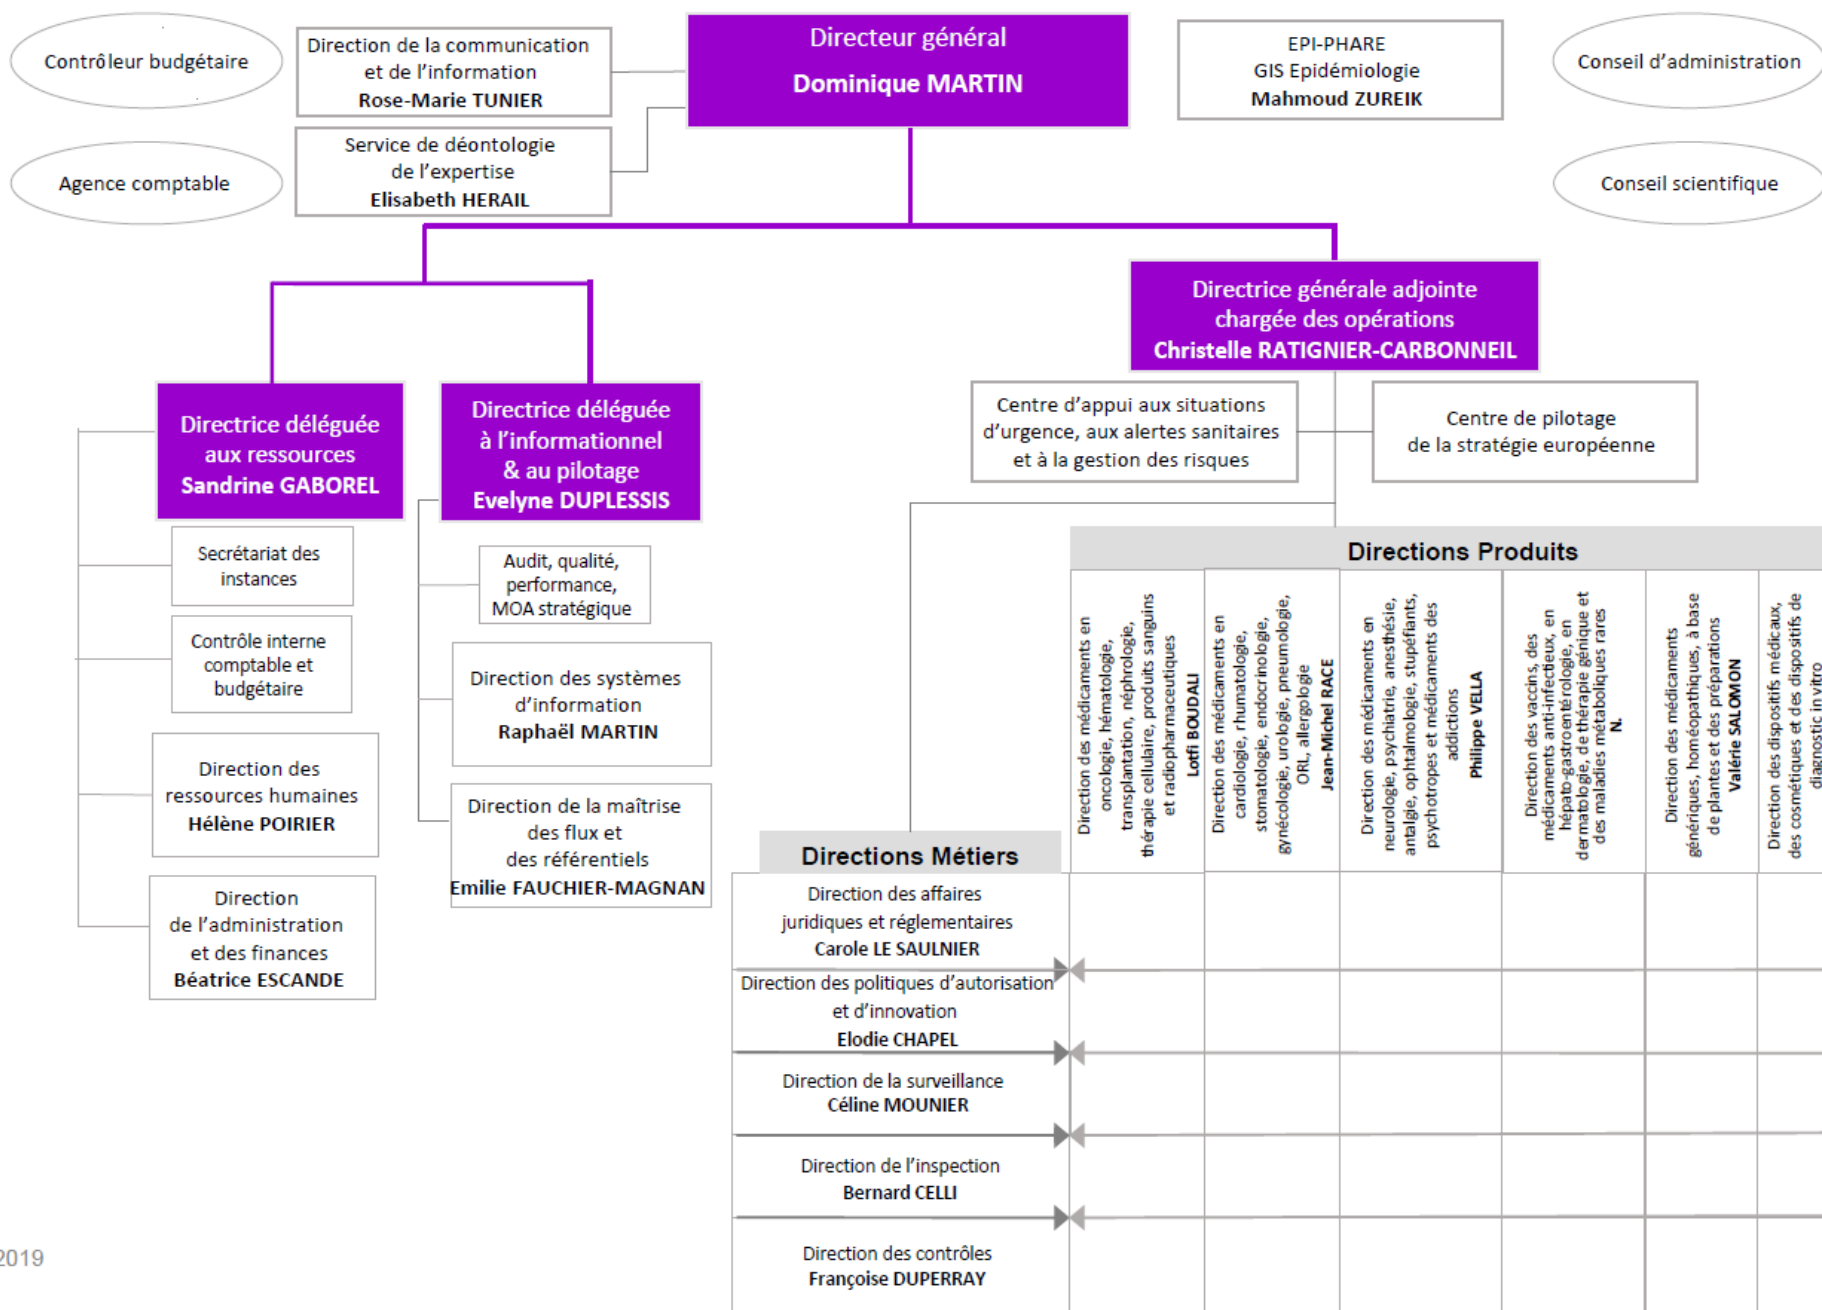 Contrôleur budgétaire
Agence comptable
Direction de la communication
et de l'information
Rose-Marie TUNIER
Service de déontologie
de l'expertise
Elisabeth HERAIL
Directeur général
Dominique MARTIN
EPI-PHARE
GIS Epidémiologie
Mahmoud ZUREIK
Conseil d'administration
Conseil scientifique
Directrice générale adjointe
chargée des opérations
Christelle RATIGNIER-CARBONNEIL
Centre d'appui aux situations
d'urgence, aux alertes sanitaires
et à la gestion des risques
Centre de pilotage
de la stratégie européenne
Directrice déléguée
aux ressources
Sandrine GABOREL
Secrétariat des
instances
Contrôle interne
comptable et
budgétaire
Direction des
ressources humaines
Hélène POIRIER
Direction
de l'administration
et des finances
Béatrice ESCANDE
Directrice déléguée
à l'informationnel
& au pilotage
Evelyne DUPLESSIS
Audit, qualité,
performance,
MOA stratégique
Direction des systèmes
d'information
Raphaël MARTIN
Direction de la maîtrise
des flux et
des référentiels
Emilie FAUCHIER-MAGNAN
Directions Produits
Direction des médicaments en
oncologie, hématologie,
transplantation, néphrologie,
thérapie cellulaire, produits sanguins
et radiopharmaceutiques
Lotfi BOUDALI
Direction des médicaments en
cardiologie, rhumatologie,
stomatologie, endocrinologie,
gynécologie, urologie, pneumologie,
ORL, allergologie
Jean-Michel RACE
Direction des médicaments en
neurologie, psychiatrie, anesthésie,
antalgie, ophtalmologie, stupéfiants,
psychotropes et médicaments des
addictions
Philippe VELLA
Direction des vaccins, des
médicaments anti-infectieux, en
hépato-gastroentérologie, en
dermatologie, de thérapie génique et
des maladies métaboliques rares
N.
Direction des médicaments
génériques, homéopathiques, à base
de plantes et des préparations
Valérie SALOMON
Direction des dispositifs médicaux,
des cosmétiques et des dispositifs de
diagnostic in vitro
Directions Métiers
Direction des affaires
juridiques et réglementaires
Carole LE SAULNIER
Direction des politiques d'autorisation
et d'innovation
Elodie CHAPEL
Direction de la surveillance
Céline MOUNIER
Direction de l'inspection
Bernard CELLI
Direction des contrôles
Françoise DUPERRAY
2019